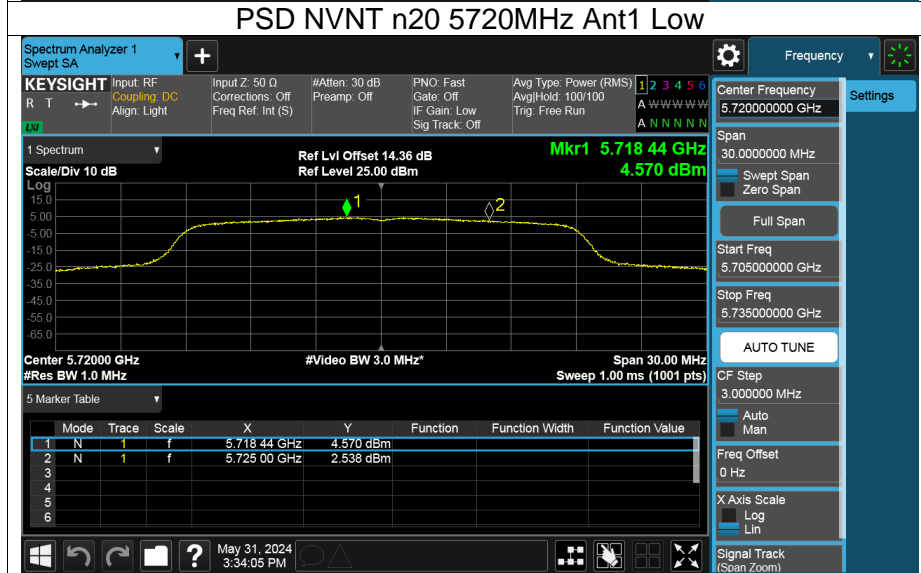 PSD NVNT n20 5720MHz Ant1 Low
Spectrum Analyzer 1
Swept SA
+
Frequency
KEYSIGHT
R T
LXI
Input: RF
Coupling: DC
Align: Light
Input Z: 50 Ω
Corrections: Off
Freq Ref: Int (S)
#Atten: 30 dB
Preamp: Off
PNO: Fast
Gate: Off
IF Gain: Low
Sig Track: Off
Avg Type: Power (RMS)
Avg|Hold: 100/100
Trig: Free Run
1 2 3 4 5 6
A W W W W W
A N N N N N
1 Spectrum
Scale/Div 10 dB
Ref Lvl Offset 14.36 dB
Ref Level 25.00 dBm
Mkr1 5.718 44 GHz
4.570 dBm
Log
15.0
5.00
-5.00
-15.0
-25.0
-35.0
-45.0
-55.0
-65.0
1
2
Center 5.72000 GHz
#Res BW 1.0 MHz
#Video BW 3.0 MHz*
Span 30.00 MHz
Sweep 1.00 ms (1001 pts)
5 Marker Table
Mode Trace Scale X Y Function Function Width Function Value
1 N 1 f 5.718 44 GHz 4.570 dBm
2 N 1 f 5.725 00 GHz 2.538 dBm
3
4
5
6
?
May 31, 2024
3:34:05 PM
Center Frequency
5.720000000 GHz
Span
30.0000000 MHz
Swept Span
Zero Span
Full Span
Start Freq
5.705000000 GHz
Stop Freq
5.735000000 GHz
AUTO TUNE
CF Step
3.000000 MHz
Auto
Man
Freq Offset
0 Hz
X Axis Scale
Log
Lin
Signal Track
(Span Zoom)
Settings